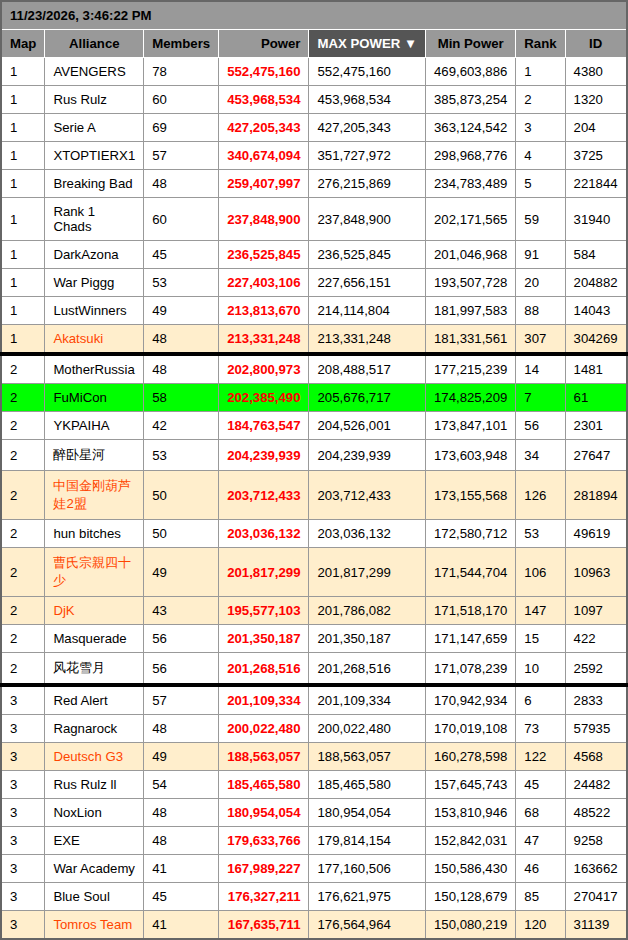 11/23/2026, 3:46:22 PM
Map Alliance Members Power MAX POWER ▼ Min Power Rank ID
1 AVENGERS 78 552,475,160 552,475,160 469,603,886 1 4380
1 Rus Rulz 60 453,968,534 453,968,534 385,873,254 2 1320
1 Serie A 69 427,205,343 427,205,343 363,124,542 3 204
1 XTOPTIERX1 57 340,674,094 351,727,972 298,968,776 4 3725
1 Breaking Bad 48 259,407,997 276,215,869 234,783,489 5 221844
1 Rank 1 Chads 60 237,848,900 237,848,900 202,171,565 59 31940
1 DarkAzona 45 236,525,845 236,525,845 201,046,968 91 584
1 War Piggg 53 227,403,106 227,656,151 193,507,728 20 204882
1 LustWinners 49 213,813,670 214,114,804 181,997,583 88 14043
1 Akatsuki 48 213,331,248 213,331,248 181,331,561 307 304269
2 MotherRussia 48 202,800,973 208,488,517 177,215,239 14 1481
2 FuMiCon 58 202,385,490 205,676,717 174,825,209 7 61
2 YKPAIHA 42 184,763,547 204,526,001 173,847,101 56 2301
2 醉卧星河 53 204,239,939 204,239,939 173,603,948 34 27647
2 中国金刚葫芦娃2盟 50 203,712,433 203,712,433 173,155,568 126 281894
2 hun bitches 50 203,036,132 203,036,132 172,580,712 53 49619
2 曹氏宗親四十少 49 201,817,299 201,817,299 171,544,704 106 10963
2 DjK 43 195,577,103 201,786,082 171,518,170 147 1097
2 Masquerade 56 201,350,187 201,350,187 171,147,659 15 422
2 风花雪月 56 201,268,516 201,268,516 171,078,239 10 2592
3 Red Alert 57 201,109,334 201,109,334 170,942,934 6 2833
3 Ragnarock 48 200,022,480 200,022,480 170,019,108 73 57935
3 Deutsch G3 49 188,563,057 188,563,057 160,278,598 122 4568
3 Rus Rulz ll 54 185,465,580 185,465,580 157,645,743 45 24482
3 NoxLion 48 180,954,054 180,954,054 153,810,946 68 48522
3 EXE 48 179,633,766 179,814,154 152,842,031 47 9258
3 War Academy 41 167,989,227 177,160,506 150,586,430 46 163662
3 Blue Soul 45 176,327,211 176,621,975 150,128,679 85 270417
3 Tomros Team 41 167,635,711 176,564,964 150,080,219 120 31139